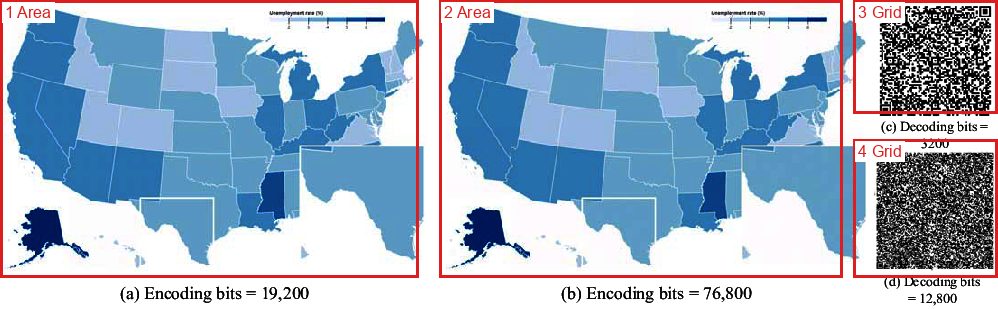 1 Area
Unemployment rate (%)
2 Area
Unemployment rate (%)
3 Grid
(c) Decoding bits =
3200
4 Grid
(d) Decoding bits
= 12,800
(a) Encoding bits = 19,200
(b) Encoding bits = 76,800